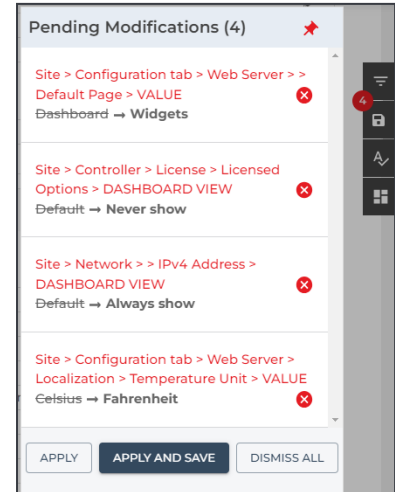 Pending Modifications (4)
Site > Configuration tab > Web Server > >
Default Page > VALUE
Dashboard → Widgets
4
Site > Controller > License > Licensed
Options > DASHBOARD VIEW
Default → Never show
Site > Network > > IPv4 Address >
DASHBOARD VIEW
Default → Always show
Site > Configuration tab > Web Server >
Localization > Temperature Unit > VALUE
Celsius → Fahrenheit
APPLY APPLY AND SAVE DISMISS ALL